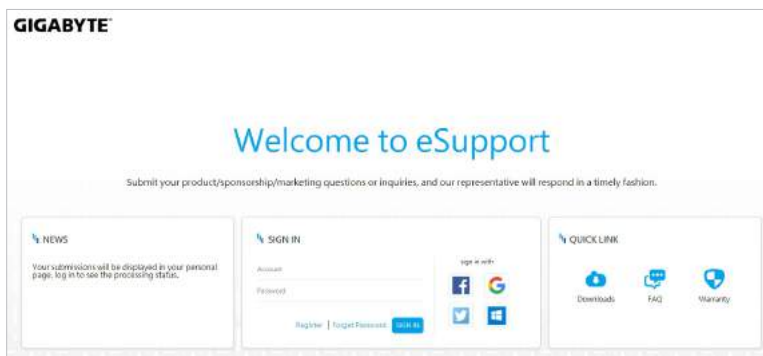 GIGABYTE™
Welcome to eSupport
Submit your product/sponsorship/marketing questions or inquiries, and our representative will respond in a timely fashion.
NEWS
Your submissions will be displayed in your personal
page, log in to see the processing status.
SIGN IN
Account
Password
Register | Forget Password SIGN IN
sign in with
QUICK LINK
Downloads FAQ Warranty